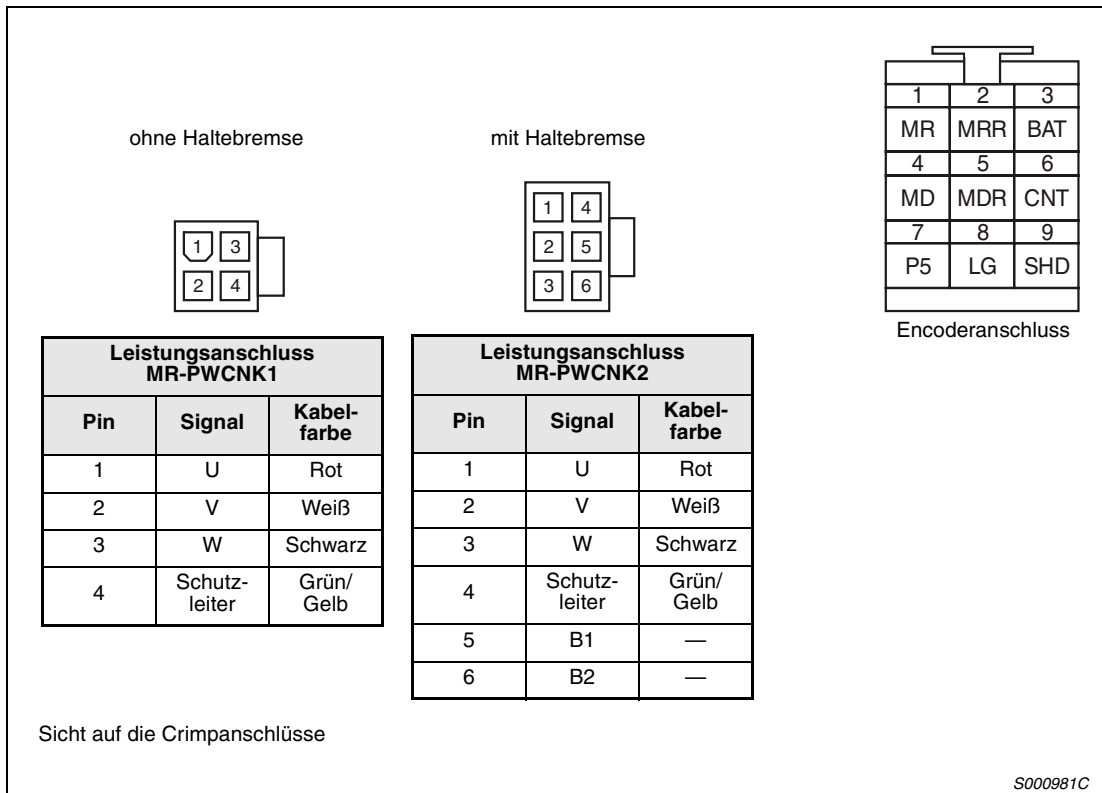 ohne Haltebremse
1 3
2 4
Leistungsanschluss
MR-PWCNK1
Pin Signal Kabel-
farbe
1 U Rot
2 V Weiß
3 W Schwarz
4 Schutz-
leiter Grün/
Gelb
mit Haltebremse
1 4
2 5
3 6
Leistungsanschluss
MR-PWCNK2
Pin Signal Kabel-
farbe
1 U Rot
2 V Weiß
3 W Schwarz
4 Schutz-
leiter Grün/
Gelb
5 B1 —
6 B2 —
1 2 3
MR MRR BAT
4 5 6
MD MDR CNT
7 8 9
P5 LG SHD
Encoderanschluss
Sicht auf die Crimpanschlüsse
S000981C